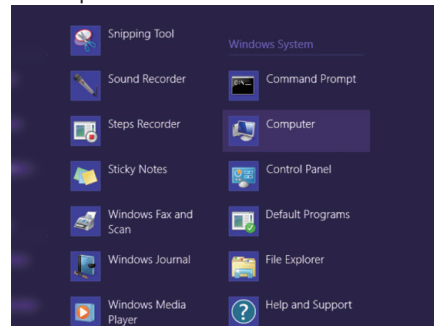 Snipping Tool
Sound Recorder
Steps Recorder
Sticky Notes
Windows Fax and
Scan
Windows Journal
Windows Media
Player
Windows System
Command Prompt
Computer
Control Panel
Default Programs
File Explorer
Help and Support